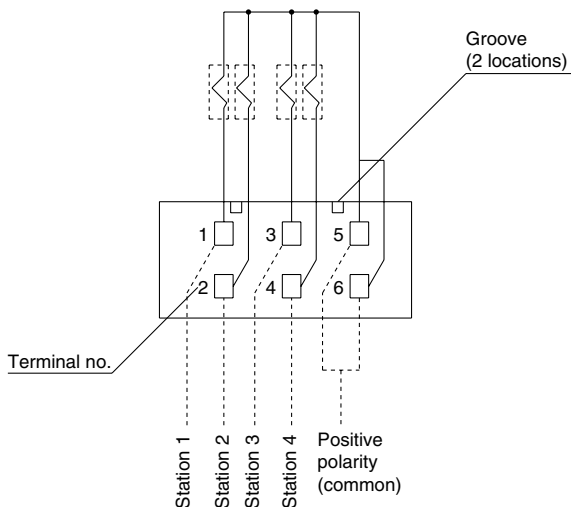 Groove
(2 locations)
1
3
5
2
4
6
Terminal no.
Station 1
Station 2
Station 3
Station 4
Positive
polarity
(common)